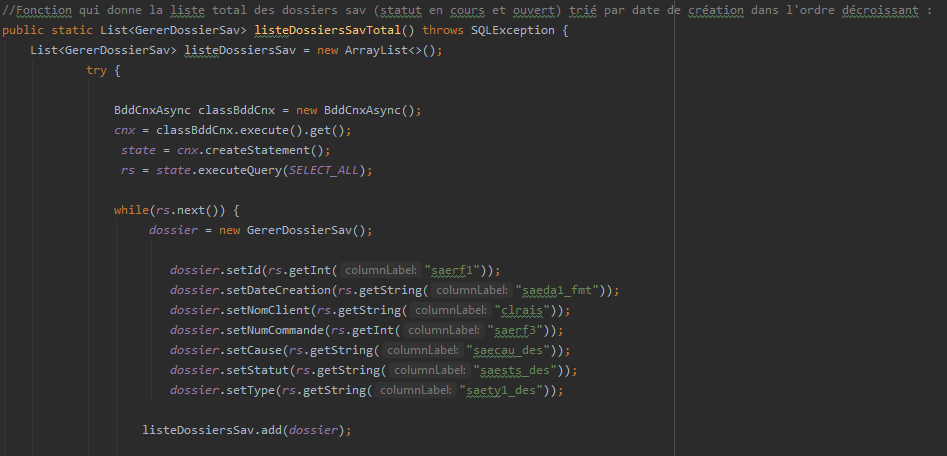 //Fonction qui donne la liste total des dossiers sav (statut en cours et ouvert) trié par date de création dans l'ordre décroissant :
public static List<GererDossierSav> listeDossiersSavTotal() throws SQLException {
List<GererDossierSav> listeDossiersSav = new ArrayList<>();
try {
BddCnxAsync classBddCnx = new BddCnxAsync();
cnx = classBddCnx.execute().get();
state = cnx.createStatement();
rs = state.executeQuery(SELECT_ALL);
while(rs.next()) {
dossier = new GererDossierSav();
dossier.setId(rs.getInt( columnLabel: "saerf1"));
dossier.setDateCreation(rs.getString( columnLabel: "saeda1_fmt"));
dossier.setNomClient(rs.getString( columnLabel: "clrais"));
dossier.setNumCommande(rs.getInt( columnLabel: "saerf3"));
dossier.setCause(rs.getString( columnLabel: "saecau_des"));
dossier.setStatut(rs.getString( columnLabel: "saests_des"));
dossier.setType(rs.getString( columnLabel: "saety1_des"));
listeDossiersSav.add(dossier);